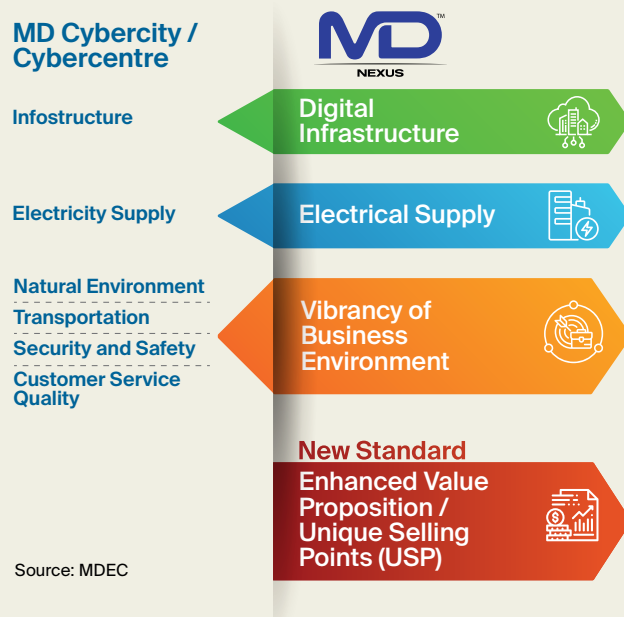 MD Cybercity /
Cybercentre
MD™
NEXUS
Infostructure
Digital
Infrastructure
Electricity Supply
Electrical Supply
Natural Environment
Transportation
Security and Safety
Customer Service
Quality
Vibrancy of
Business
Environment
New Standard
Enhanced Value
Proposition /
Unique Selling
Points (USP)
$
Source: MDEC